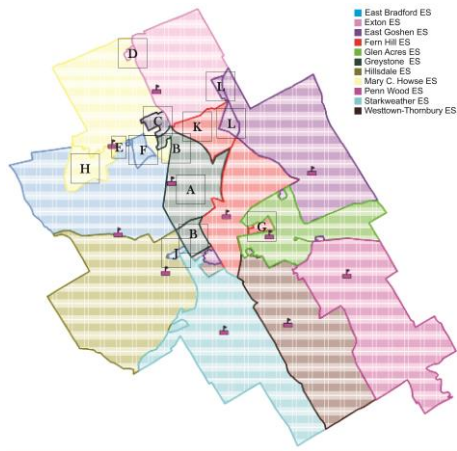 East Bradford ES
Exton ES
East Goshen ES
Fern Hill ES
Glen Acres ES
Greystone ES
Hillsdale ES
Mary C. Howse ES
Penn Wood ES
Starkweather ES
Westtown-Thornbury ES
D
L
C
K
L
E
F
B
H
A
G
B